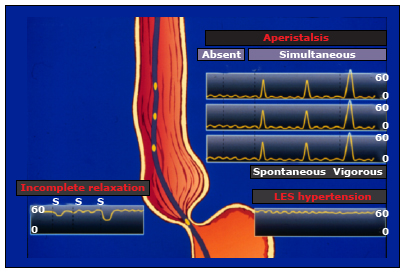 Aperistalsis
Absent Simultaneous
60
0
60
0
60
0
Spontaneous Vigorous
Incomplete relaxation
S S S
60
0
LES hypertension
60
0